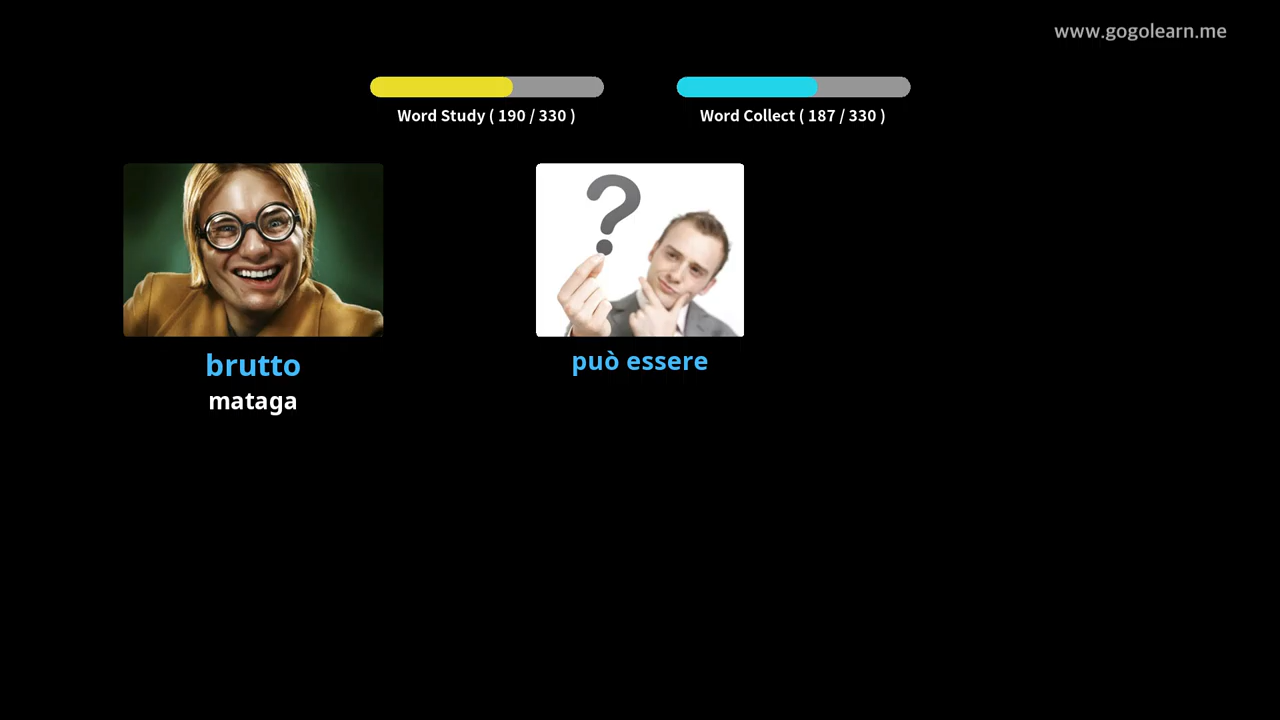 www.gogolearn.me
Word Study ( 190 / 330 )
Word Collect ( 187 / 330 )
brutto
mataga
può essere